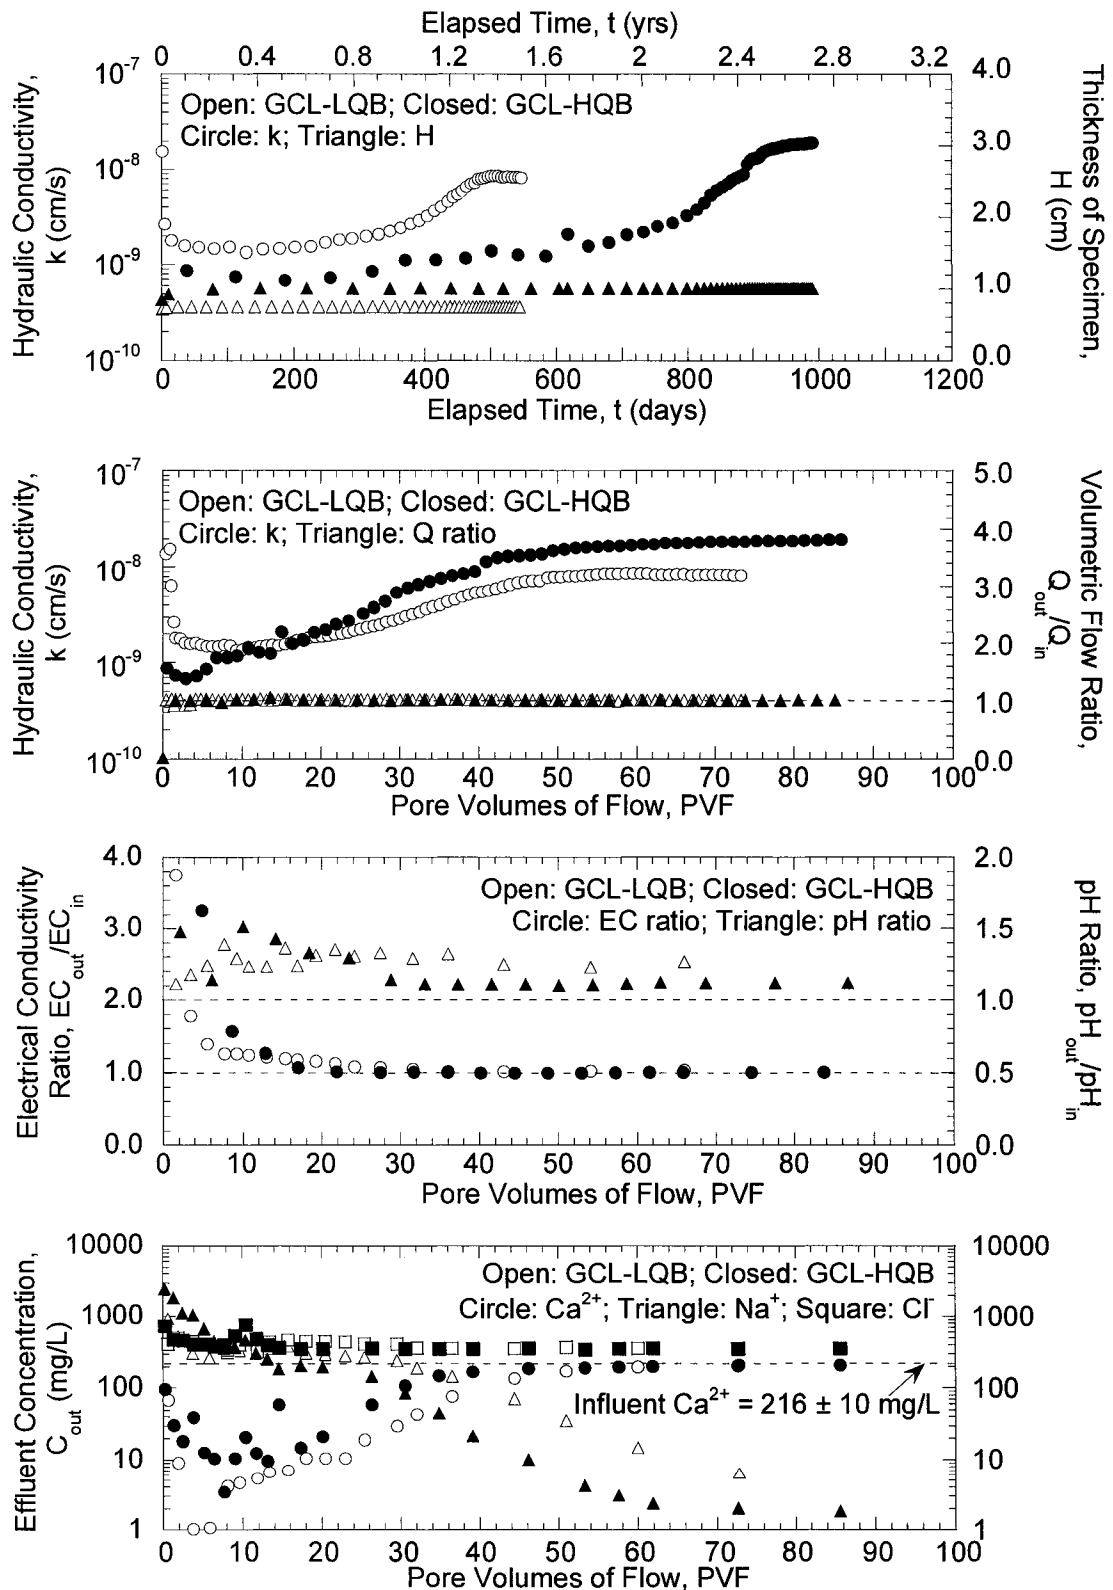 Elapsed Time, t (yrs)
0 0.4 0.8 1.2 1.6 2 2.4 2.8 3.2
Hydraulic Conductivity,
k (cm/s)
10⁻⁷
10⁻⁸
10⁻⁹
10⁻¹⁰
Open: GCL-LQB; Closed: GCL-HQB
Circle: k; Triangle: H
4.0
3.0
2.0
1.0
0.0
Thickness of Specimen,
H (cm)
0 200 400 600 800 1000 1200
Elapsed Time, t (days)
Hydraulic Conductivity,
k (cm/s)
10⁻⁷
10⁻⁸
10⁻⁹
10⁻¹⁰
Open: GCL-LQB; Closed: GCL-HQB
Circle: k; Triangle: Q ratio
5.0
4.0
3.0
2.0
1.0
0.0
Volumetric Flow Ratio,
Qout/Qin
0 10 20 30 40 50 60 70 80 90 100
Pore Volumes of Flow, PVF
Electrical Conductivity
Ratio, ECout/ECin
4.0
3.0
2.0
1.0
0.0
Open: GCL-LQB; Closed: GCL-HQB
Circle: EC ratio; Triangle: pH ratio
2.0
1.5
1.0
0.5
0.0
pH Ratio, pHout/pHin
0 10 20 30 40 50 60 70 80 90 100
Pore Volumes of Flow, PVF
Effluent Concentration,
Cout (mg/L)
10000
1000
100
10
1
Open: GCL-LQB; Closed: GCL-HQB
Circle: Ca²⁺; Triangle: Na⁺; Square: Cl⁻
Influent Ca²⁺ = 216 ± 10 mg/L
10000
1000
100
10
1
0 10 20 30 40 50 60 70 80 90 100
Pore Volumes of Flow, PVF